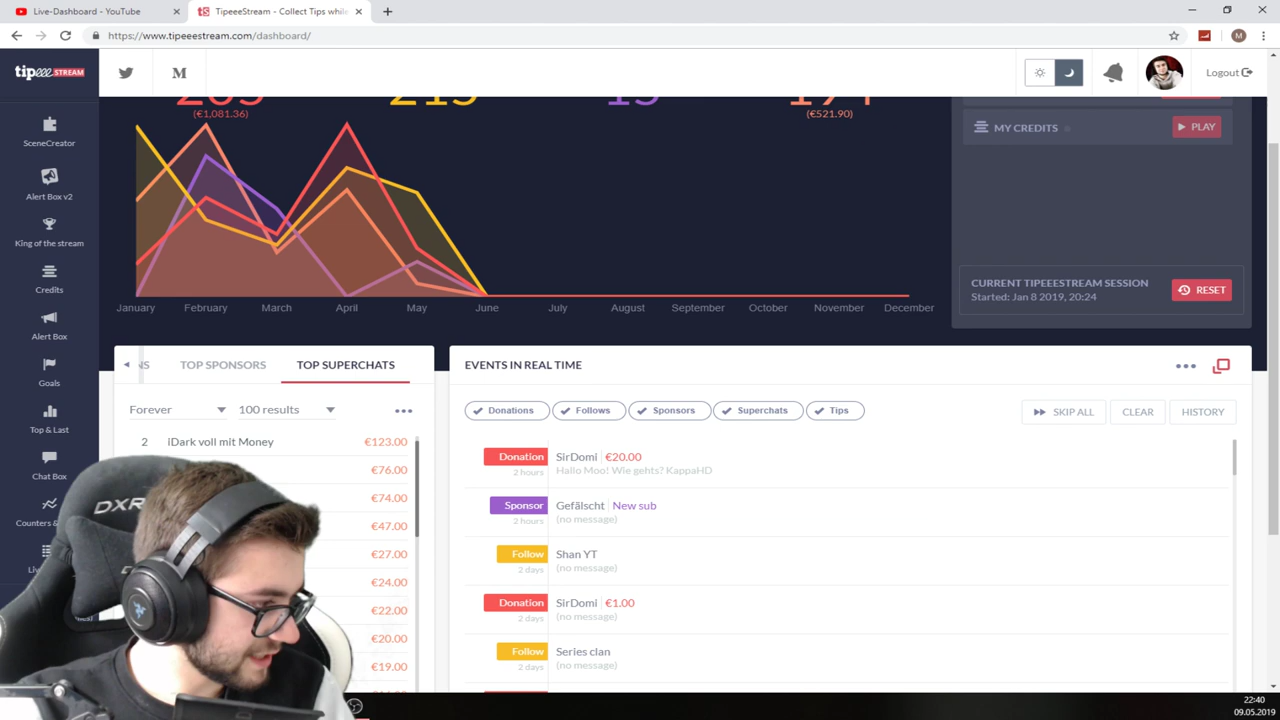 Live-Dashboard - YouTube
TipeeeStream - Collect Tips while
https://www.tipeeestream.com/dashboard/
tipeee STREAM
M
Logout
(€1,081.36)
(€521.90)
MY CREDITS
PLAY
SceneCreator
Alert Box v2
King of the stream
Credits
Alert Box
Goals
Top & Last
Chat Box
Counters &
January February March April May June July August September October November December
CURRENT TIPEEESTREAM SESSION
Started: Jan 8 2019, 20:24
RESET
NS TOP SPONSORS TOP SUPERCHATS
Forever 100 results
2 iDark voll mit Money €123.00
€76.00
€74.00
€47.00
€27.00
€24.00
€22.00
€20.00
€19.00
EVENTS IN REAL TIME
Donations Follows Sponsors Superchats Tips
SKIP ALL CLEAR HISTORY
Donation SirDomi €20.00
2 hours Hallo Moo! Wie gehts? KappaHD
Sponsor Gefälscht New sub
2 hours (no message)
Follow Shan YT
2 days (no message)
Donation SirDomi €1.00
2 days (no message)
Follow Series clan
2 days (no message)
DXR
22:40
09.05.2019